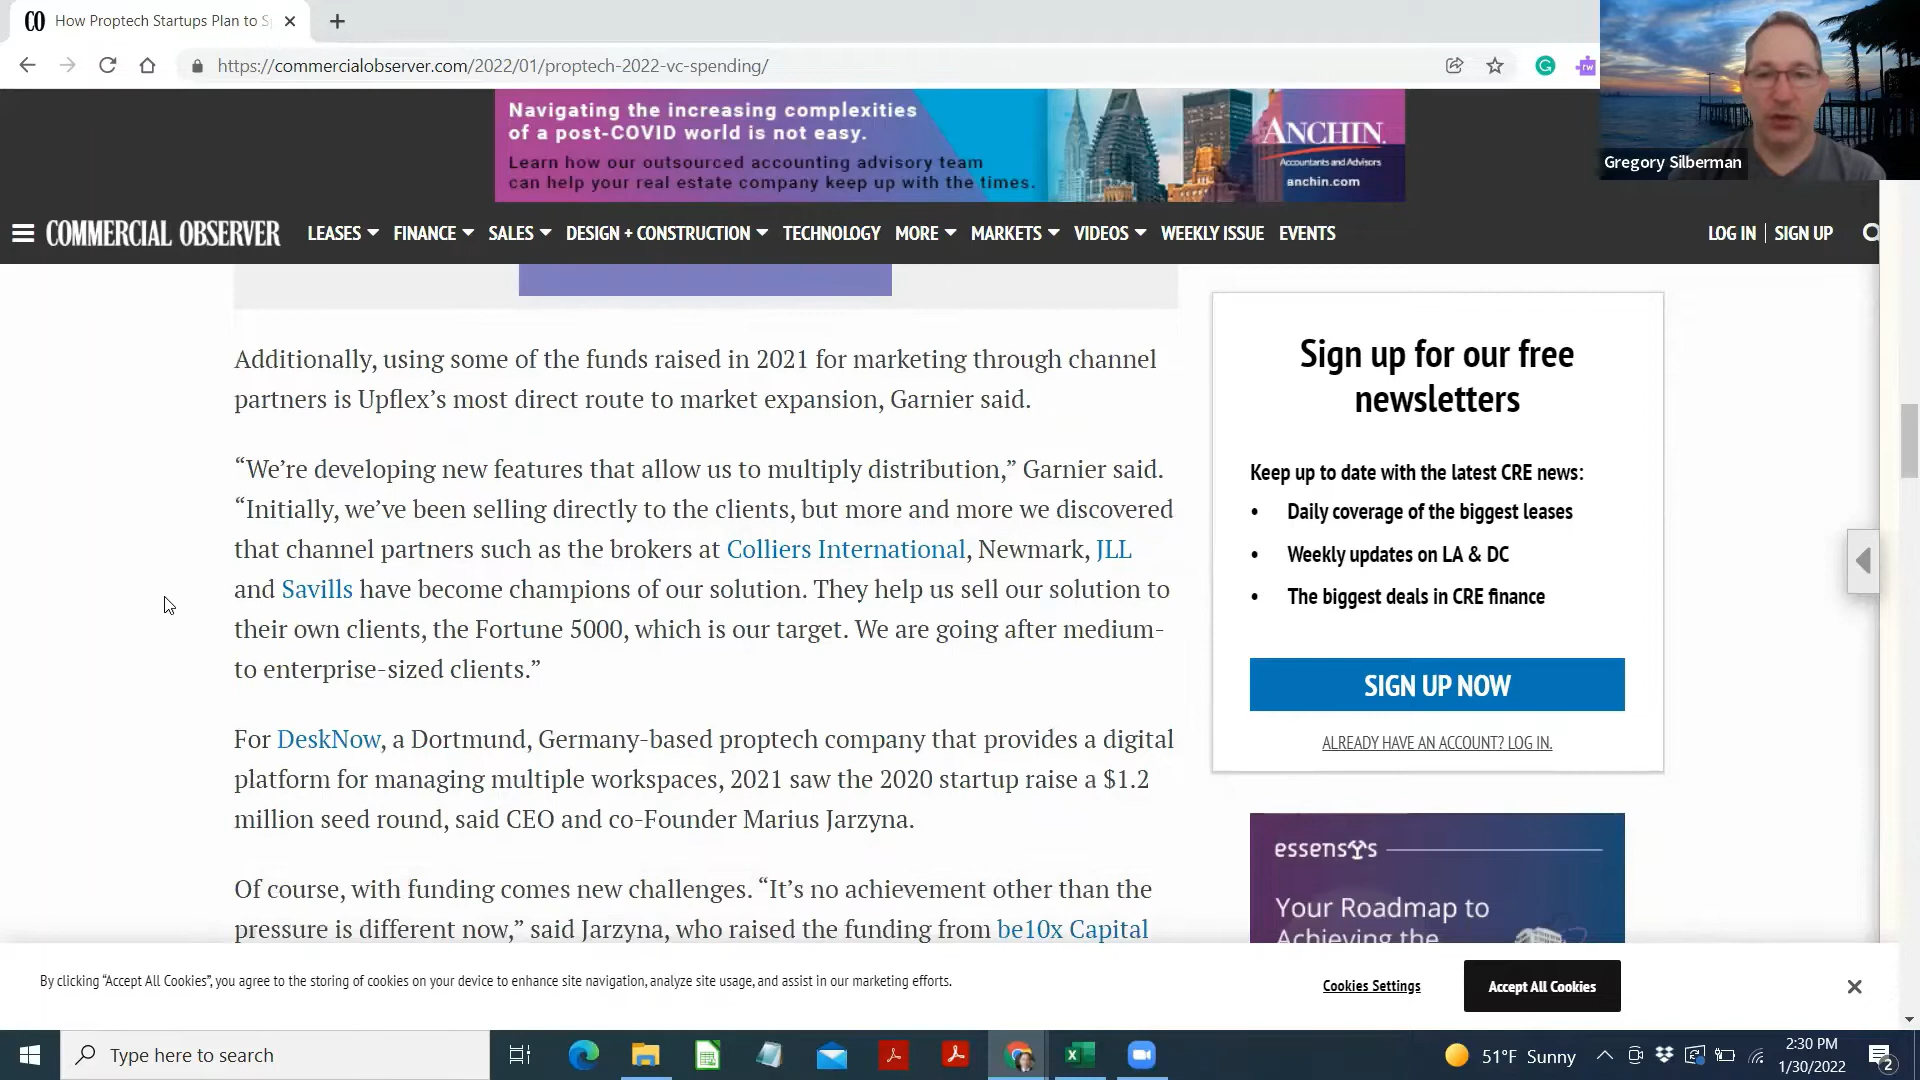 CO How Proptech Startups Plan to S
https://commercialobserver.com/2022/01/proptech-2022-vc-spending/
rw
Navigating the increasing complexities
of a post-COVID world is not easy.
Learn how our outsourced accounting advisory team
can help your real estate company keep up with the times.
ANCHIN.
Accountants and Advisors
anchin.com
Gregory Silberman
COMMERCIAL OBSERVER LEASES FINANCE SALES DESIGN + CONSTRUCTION TECHNOLOGY MORE MARKETS VIDEOS WEEKLY ISSUE EVENTS LOG IN | SIGN UP
Additionally, using some of the funds raised in 2021 for marketing through channel
partners is Upflex’s most direct route to market expansion, Garnier said.
“We’re developing new features that allow us to multiply distribution,” Garnier said.
“Initially, we’ve been selling directly to the clients, but more and more we discovered
that channel partners such as the brokers at Colliers International, Newmark, JLL
and Savills have become champions of our solution. They help us sell our solution to
their own clients, the Fortune 5000, which is our target. We are going after medium-
to enterprise-sized clients.”
For DeskNow, a Dortmund, Germany-based proptech company that provides a digital
platform for managing multiple workspaces, 2021 saw the 2020 startup raise a $1.2
million seed round, said CEO and co-Founder Marius Jarzyna.
Of course, with funding comes new challenges. “It’s no achievement other than the
pressure is different now,” said Jarzyna, who raised the funding from be10x Capital
Sign up for our free
newsletters
Keep up to date with the latest CRE news:
• Daily coverage of the biggest leases
• Weekly updates on LA & DC
• The biggest deals in CRE finance
SIGN UP NOW
ALREADY HAVE AN ACCOUNT? LOG IN.
essensys
Your Roadmap to
Achieving the
By clicking “Accept All Cookies”, you agree to the storing of cookies on your device to enhance site navigation, analyze site usage, and assist in our marketing efforts.
Cookies Settings
Accept All Cookies
Type here to search
51°F Sunny
2:30 PM
1/30/2022
2